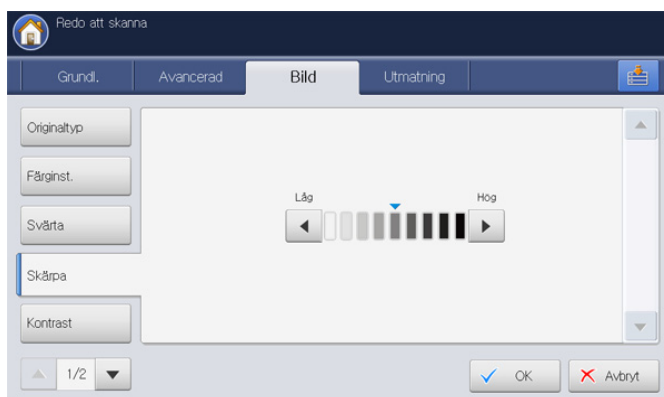 Redo att skanna
Grundl.
Avancerad
Bild
Utmatning
Originaltyp
Färginst.
Svärta
Skärpa
Kontrast
Låg
Hög
1/2
OK
Avbryt